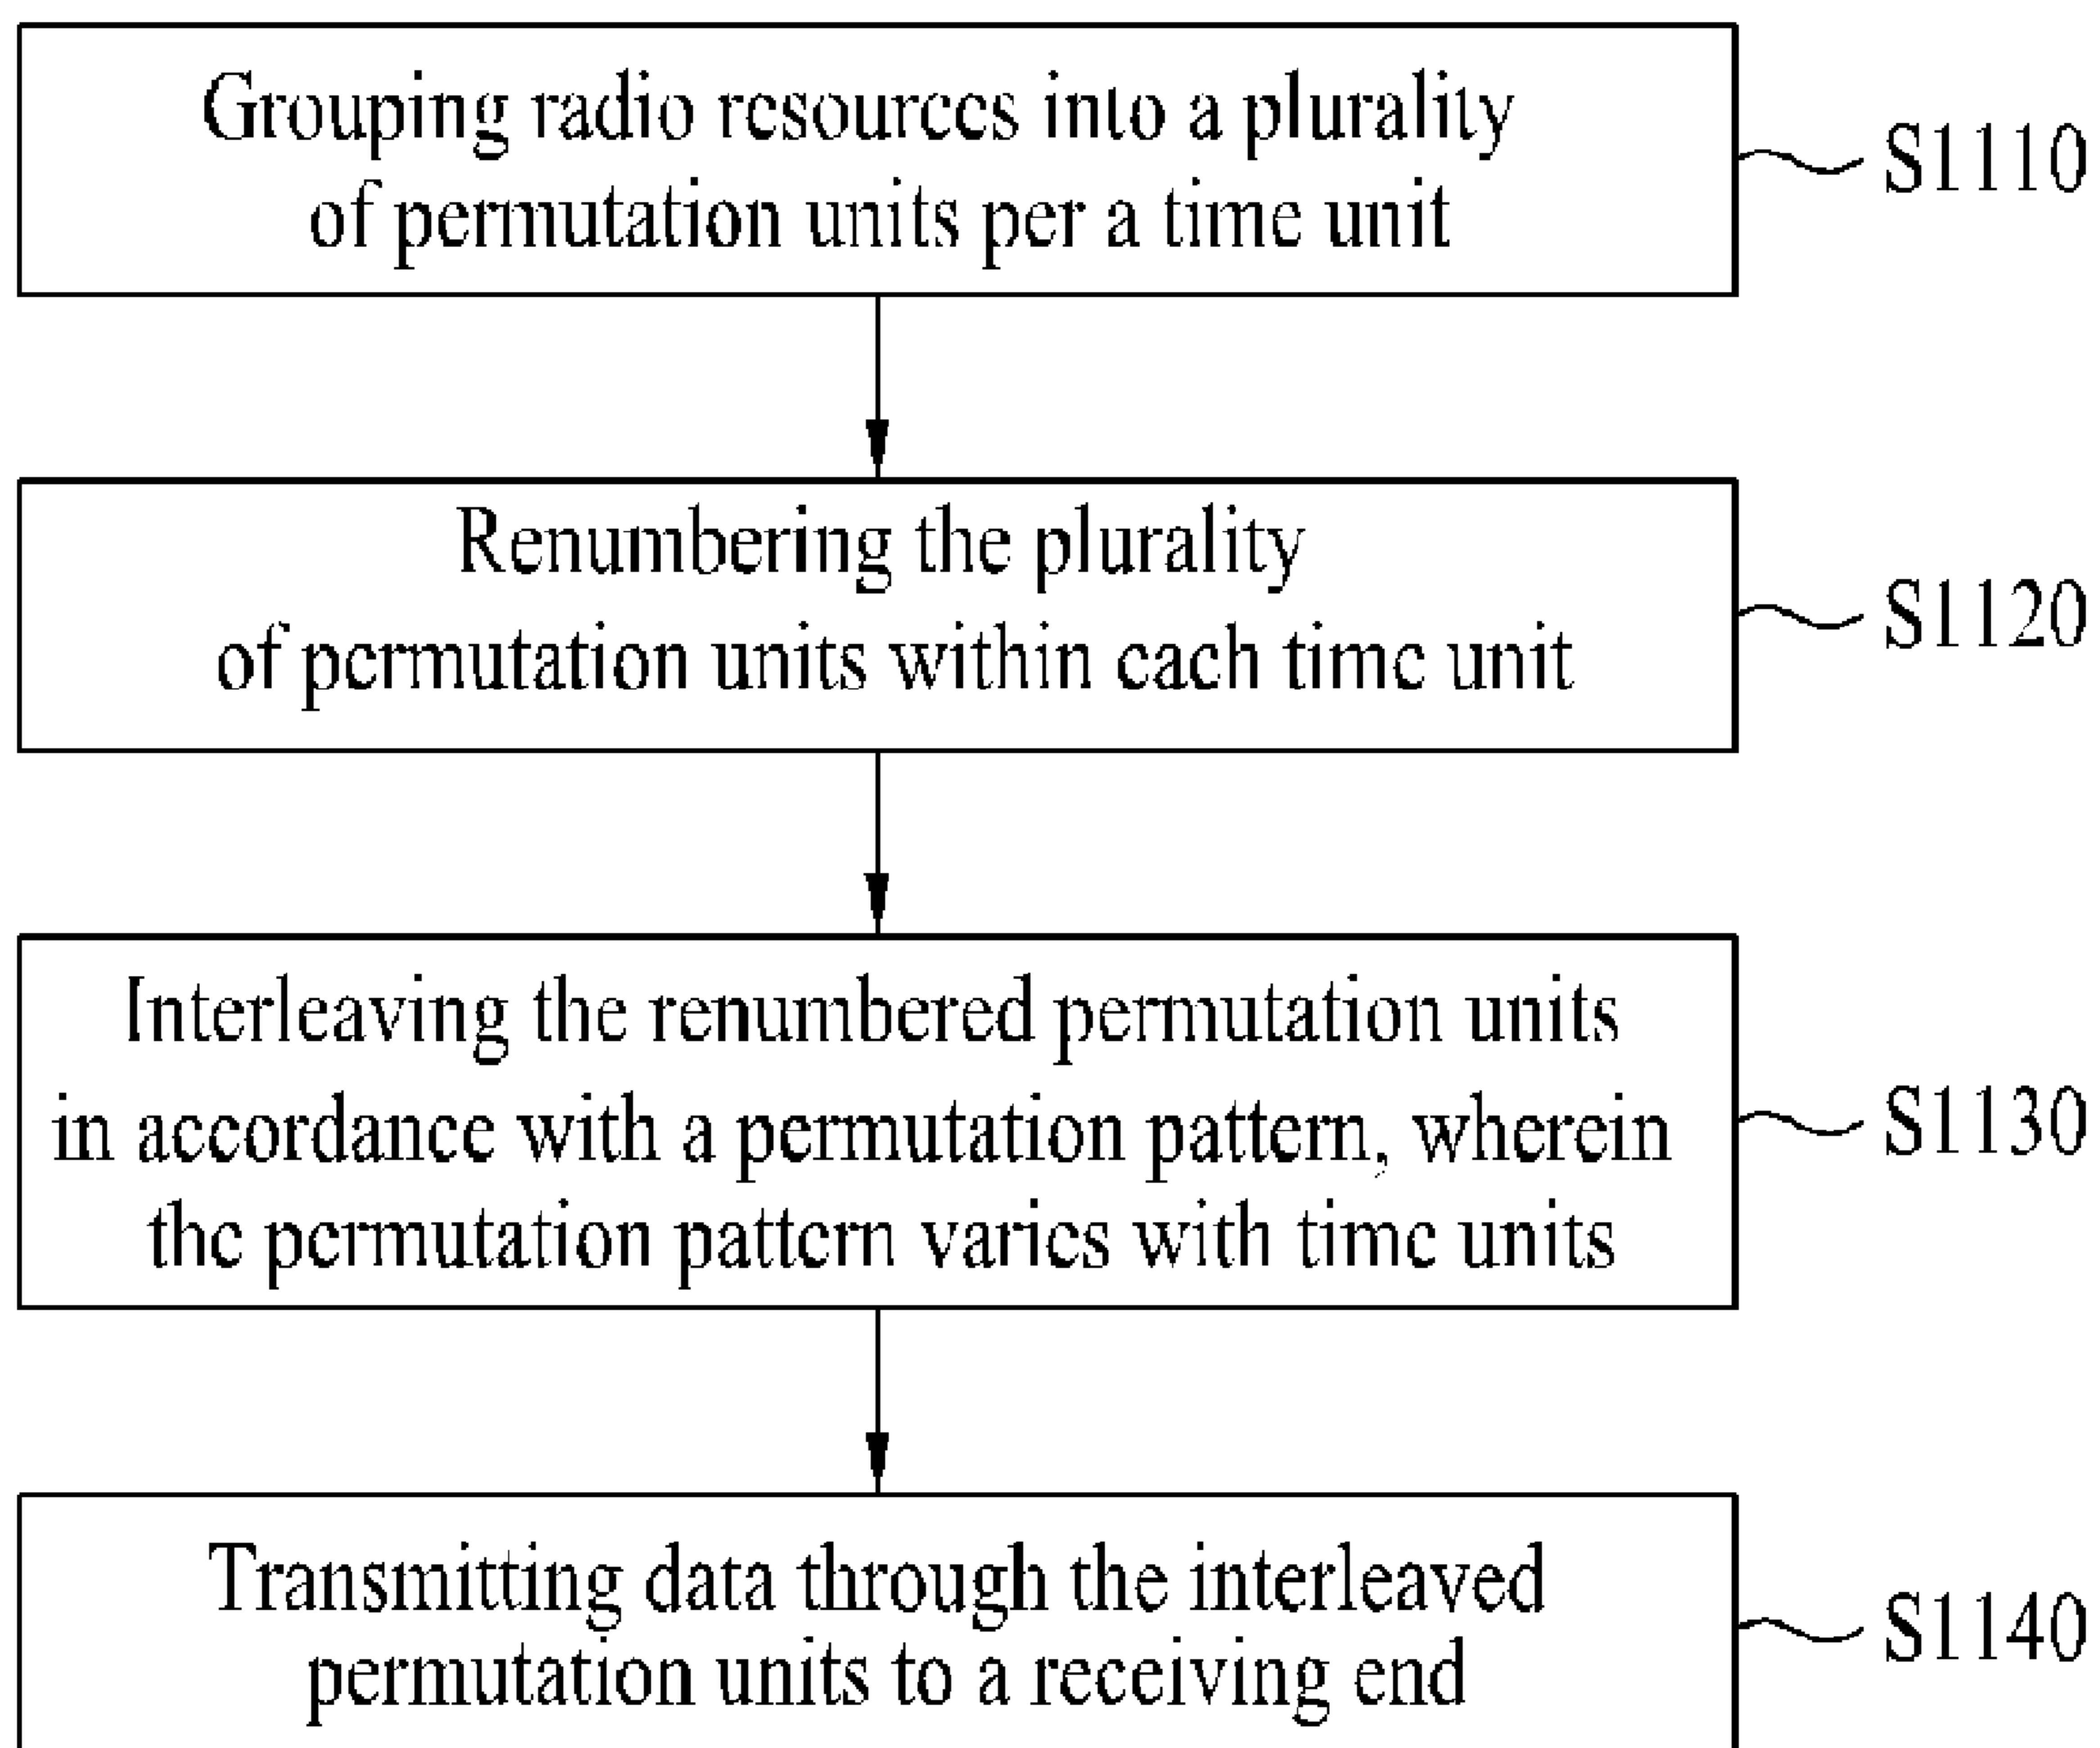 Grouping radio resources into a plurality
of permutation units per a time unit
S1110
Renumbering the plurality
of permutation units within each time unit
S1120
Interleaving the renumbered permutation units
in accordance with a permutation pattern, wherein
the permutation pattern varies with time units
S1130
Transmitting data through the interleaved
permutation units to a receiving end
S1140